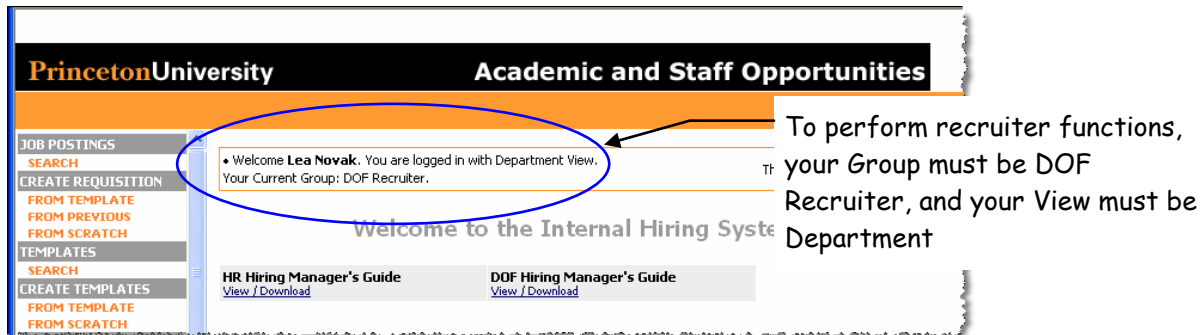 PrincetonUniversity
Academic and Staff Opportunities
JOB POSTINGS
SEARCH
CREATE REQUISITION
FROM TEMPLATE
FROM PREVIOUS
FROM SCRATCH
TEMPLATES
SEARCH
CREATE TEMPLATES
FROM TEMPLATE
FROM SCRATCH
• Welcome Lea Novak. You are logged in with Department View.
Your Current Group: DOF Recruiter.
Th
Welcome to the Internal Hiring Syste
HR Hiring Manager's Guide
View / Download
DOF Hiring Manager's Guide
View / Download
To perform recruiter functions,
your Group must be DOF
Recruiter, and your View must be
Department